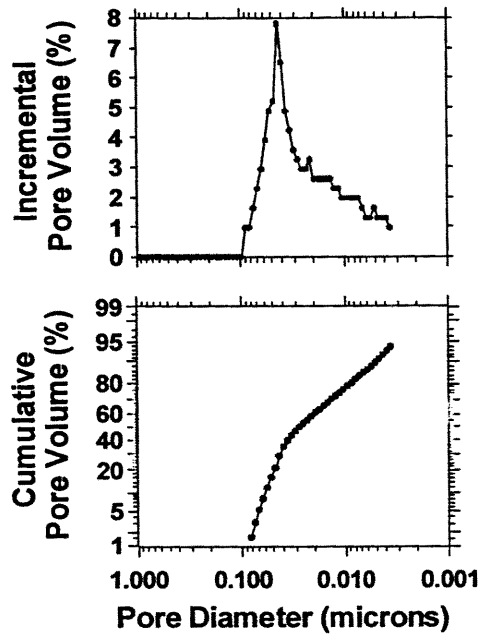 Incremental
Pore Volume (%)
8
7
6
5
4
3
2
1
0
Cumulative
Pore Volume (%)
99
95
80
60
40
20
5
1
1.000 0.100 0.010 0.001
Pore Diameter (microns)